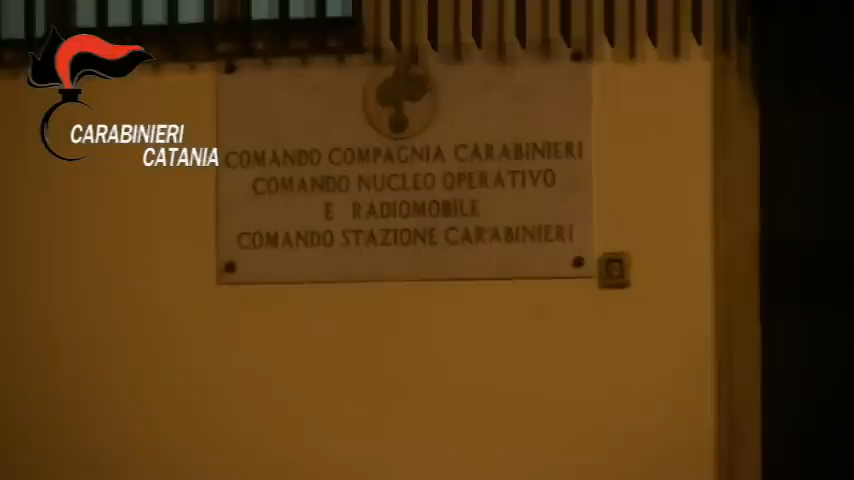 CARABINIERI
CATANIA
COMANDO COMPAGNIA CARABINIERI
COMANDO NUCLEO OPERATIVO
E RADIOMOBILE
COMANDO STAZIONE CARABINIERI